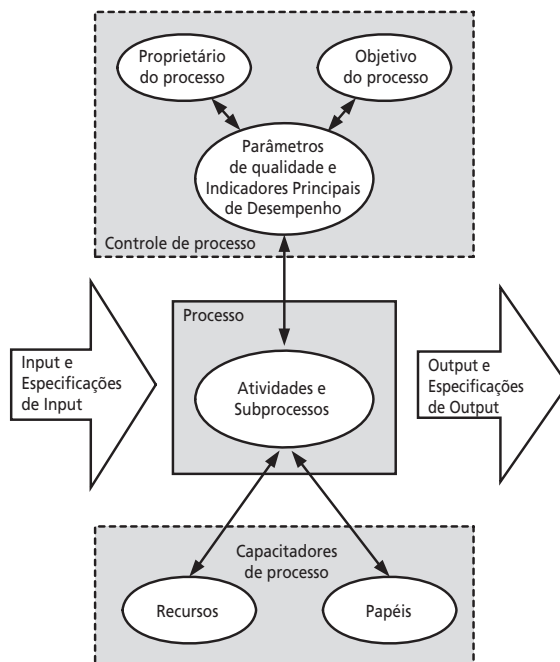 Proprietário
do processo
Objetivo
do processo
Parâmetros
de qualidade e
Indicadores Principais
de Desempenho
Controle de processo
Processo
Input e
Especificações
de Input
Atividades e
Subprocessos
Output e
Especificações
de Output
Capacitadores
de processo
Recursos
Papéis